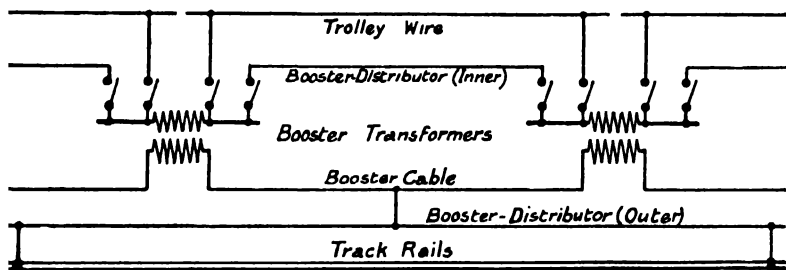 Trolley Wire
Booster-Distributor (Inner)
Booster Transformers
Booster Cable
Booster-Distributor (Outer)
Track Rails